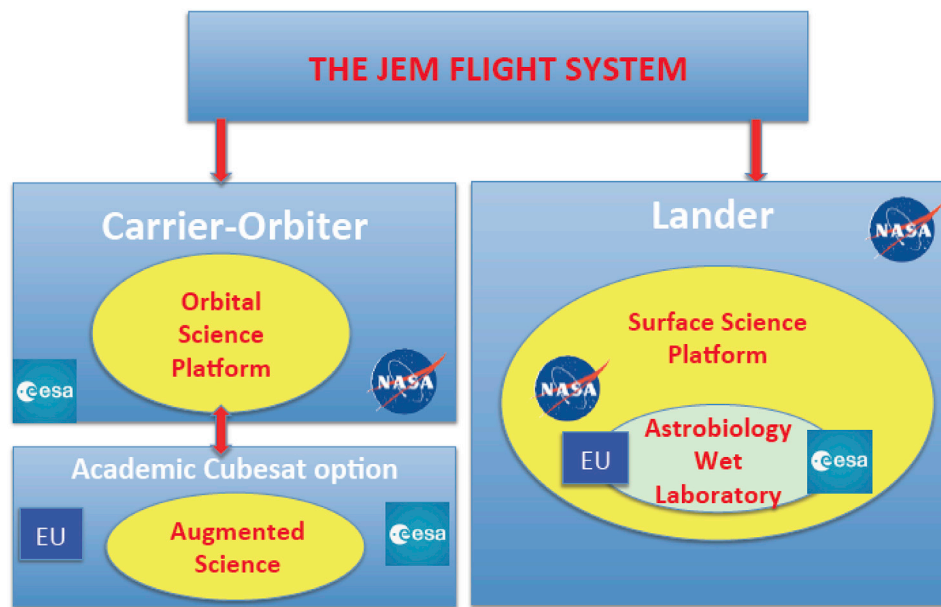 THE JEM FLIGHT SYSTEM
Carrier-Orbiter
Orbital
Science
Platform
esa
NASA
Academic Cubesat option
EU
Augmented
Science
esa
Lander
NASA
Surface Science
Platform
NASA
EU
Astrobiology
Wet
Laboratory
esa